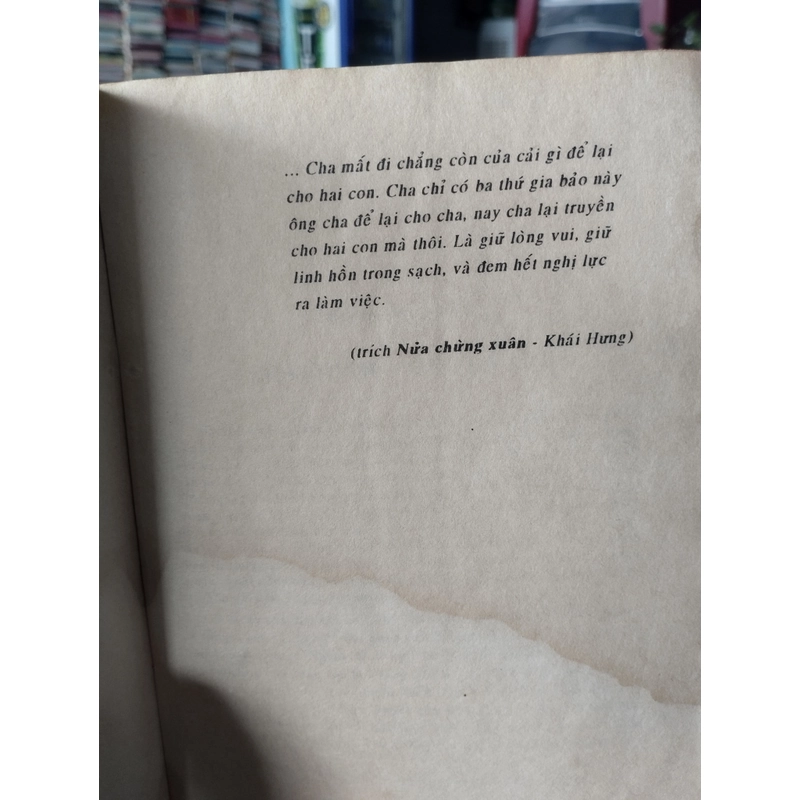 ... Cha mất đi chẳng còn của cải gì để lại
cho hai con. Cha chỉ có ba thứ gia bảo này
ông cha để lại cho cha, nay cha lại truyền
cho hai con mà thôi. Là giữ lòng vui, giữ
linh hồn trong sạch, và đem hết nghị lực
ra làm việc.
(trích Nửa chừng xuân - Khái Hưng)